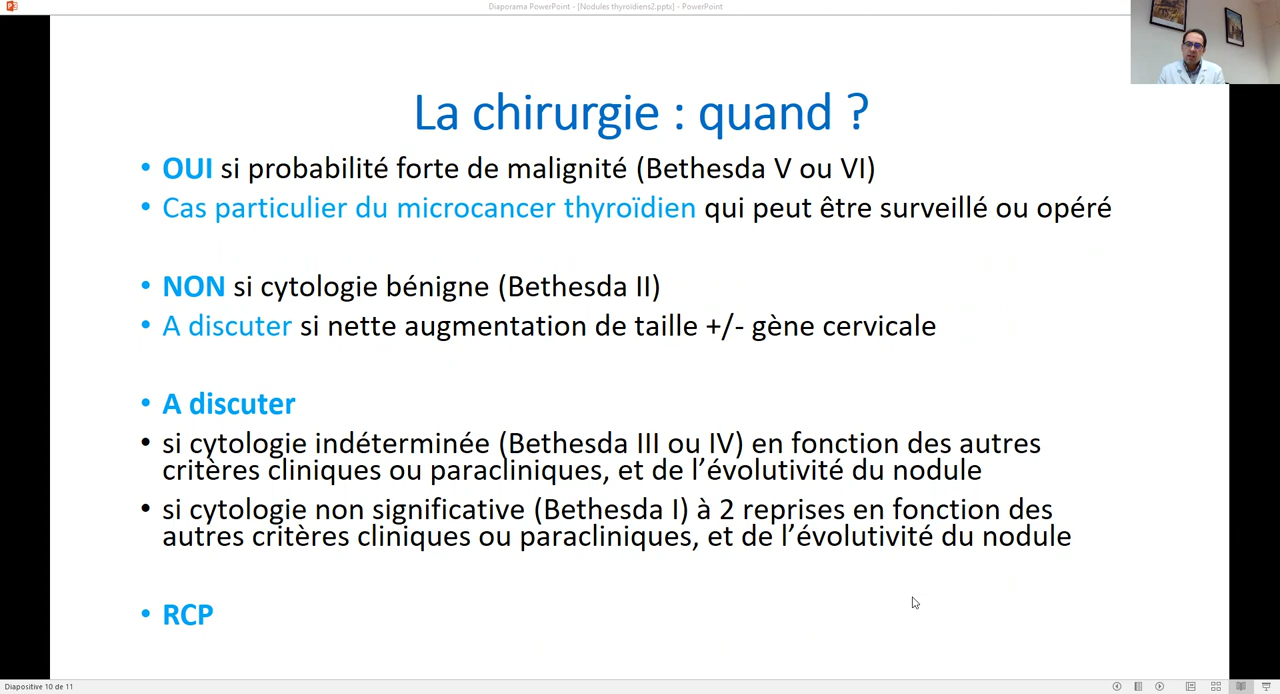 Diaporama PowerPoint - [Nodules thyroïdiens2.pptx] - PowerPoint
La chirurgie : quand ?
• OUI si probabilité forte de malignité (Bethesda V ou VI)
• Cas particulier du microcancer thyroïdien qui peut être surveillé ou opéré
• NON si cytologie bénigne (Bethesda II)
• A discuter si nette augmentation de taille +/- gène cervicale
• A discuter
• si cytologie indéterminée (Bethesda III ou IV) en fonction des autres
critères cliniques ou paracliniques, et de l’évolutivité du nodule
• si cytologie non significative (Bethesda I) à 2 reprises en fonction des
autres critères cliniques ou paracliniques, et de l’évolutivité du nodule
• RCP
Diapositive 10 de 11